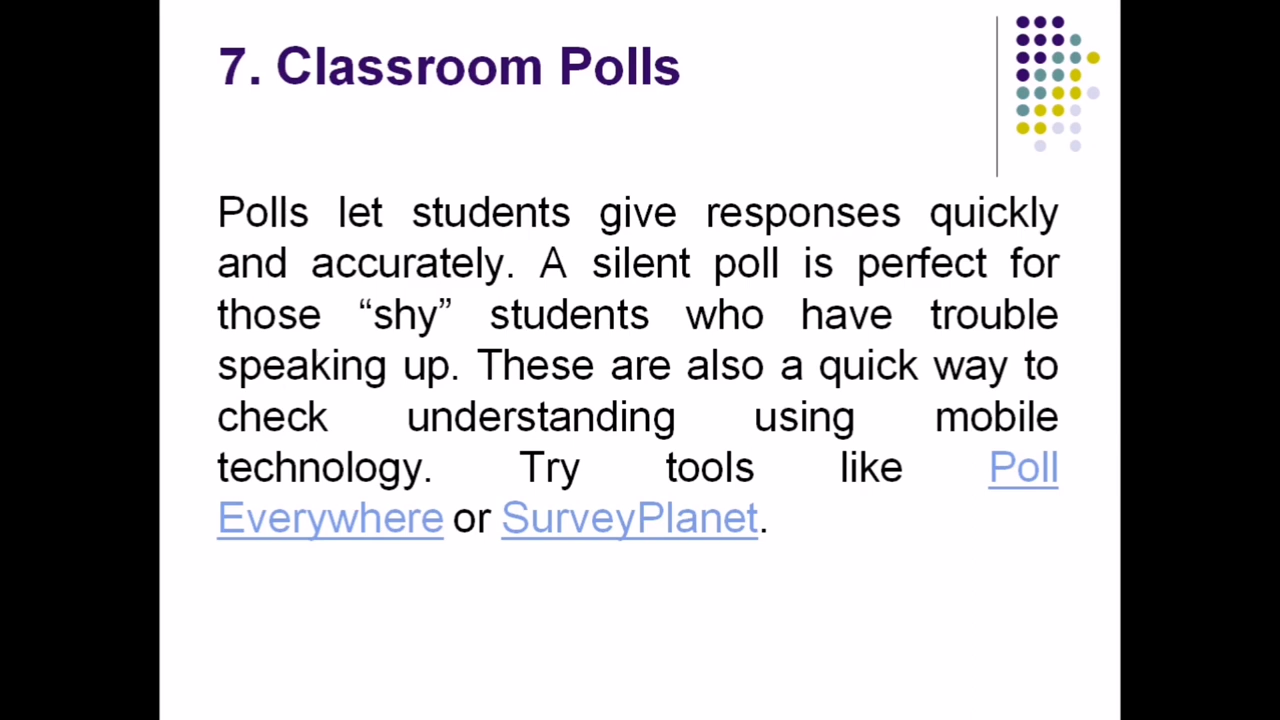 7. Classroom Polls
Polls let students give responses quickly
and accurately. A silent poll is perfect for
those “shy” students who have trouble
speaking up. These are also a quick way to
check understanding using mobile
technology. Try tools like Poll
Everywhere or SurveyPlanet.